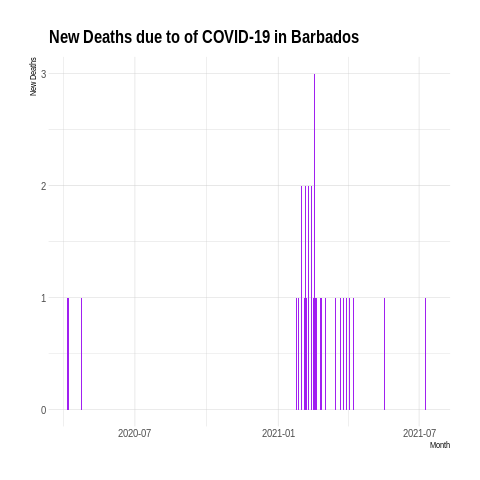 New Deaths due to of COVID-19 in Barbados
New Deaths
3
2
1
0
2020-07 2021-01 2021-07
Month